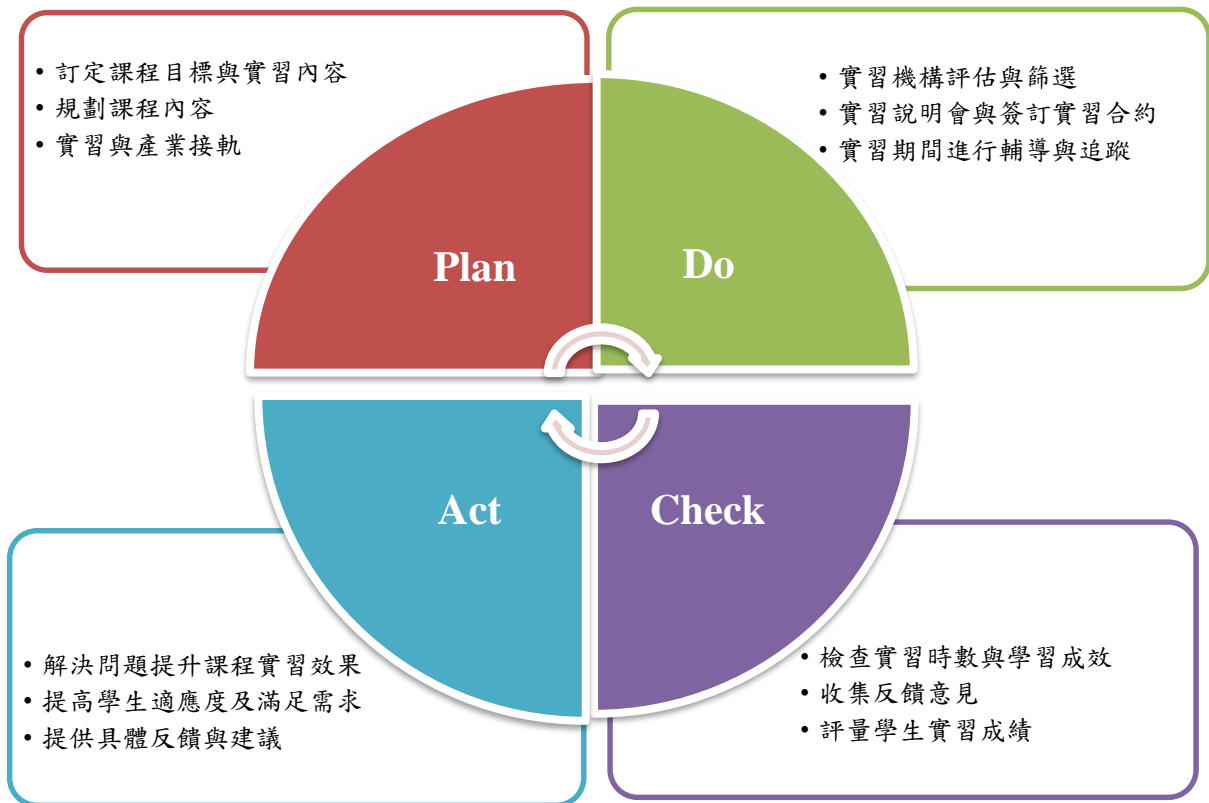 • 訂定課程目標與實習內容
• 規劃課程內容
• 實習與產業接軌
Plan
• 實習機構評估與篩選
• 實習說明會與簽訂實習合約
• 實習期間進行輔導與追蹤
Do
Act
• 解決問題提升課程實習效果
• 提高學生適應度及滿足需求
• 提供具體反饋與建議
Check
• 檢查實習時數與學習成效
• 收集反饋意見
• 評量學生實習成績